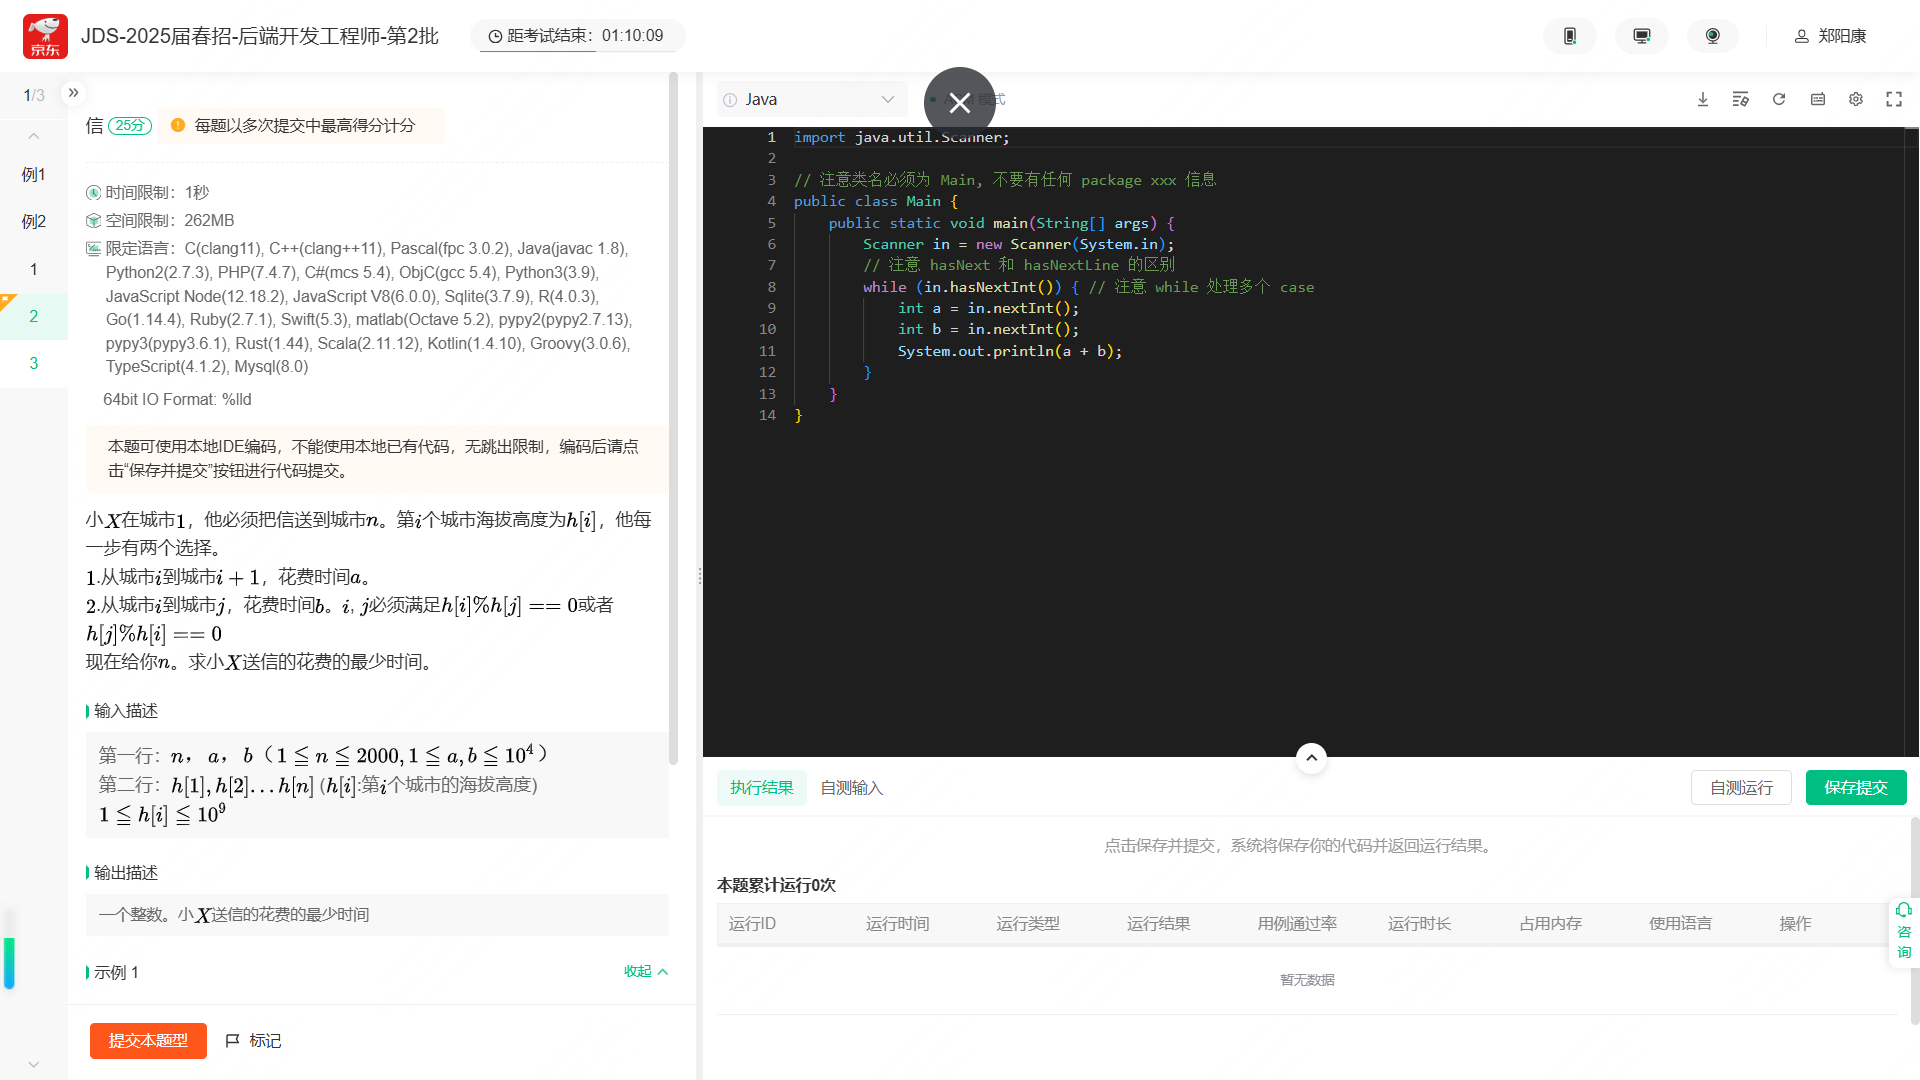 京东
JDS-2025届春招-后端开发工程师-第2批
距考试结束：01:10:09
郑阳康
1/3
例1
例2
1
2
3
信 25分 每题以多次提交中最高得分计分
时间限制：1秒
空间限制：262MB
限定语言：C(clang11), C++(clang++11), Pascal(fpc 3.0.2), Java(javac 1.8),
Python2(2.7.3), PHP(7.4.7), C#(mcs 5.4), ObjC(gcc 5.4), Python3(3.9),
JavaScript Node(12.18.2), JavaScript V8(6.0.0), Sqlite(3.7.9), R(4.0.3),
Go(1.14.4), Ruby(2.7.1), Swift(5.3), matlab(Octave 5.2), pypy2(pypy2.7.13),
pypy3(pypy3.6.1), Rust(1.44), Scala(2.11.12), Kotlin(1.4.10), Groovy(3.0.6),
TypeScript(4.1.2), Mysql(8.0)
64bit IO Format: %lld
本题可使用本地IDE编码，不能使用本地已有代码，无跳出限制，编码后请点
击“保存并提交”按钮进行代码提交。
小X在城市1，他必须把信送到城市n。第i个城市海拔高度为h[i]，他每
一步有两个选择。
1.从城市i到城市i + 1，花费时间a。
2.从城市i到城市j，花费时间b。i, j必须满足h[i]%h[j] == 0或者
h[j]%h[i] == 0
现在给你n。求小X送信的花费的最少时间。
输入描述
第一行：n，a，b（1 ≦ n ≦ 2000, 1 ≦ a, b ≦ 10^4）
第二行：h[1], h[2]...h[n] (h[i]:第i个城市的海拔高度)
1 ≦ h[i] ≦ 10^9
输出描述
一个整数。小X送信的花费的最少时间
示例 1 收起
提交本题型 标记
Java 模式
1 import java.util.Scanner;
2
3 // 注意类名必须为 Main, 不要有任何 package xxx 信息
4 public class Main {
5 public static void main(String[] args) {
6 Scanner in = new Scanner(System.in);
7 // 注意 hasNext 和 hasNextLine 的区别
8 while (in.hasNextInt()) { // 注意 while 处理多个 case
9 int a = in.nextInt();
10 int b = in.nextInt();
11 System.out.println(a + b);
12 }
13 }
14 }
执行结果 自测输入 自测运行 保存提交
点击保存并提交，系统将保存你的代码并返回运行结果。
本题累计运行0次
运行ID 运行时间 运行类型 运行结果 用例通过率 运行时长 占用内存 使用语言 操作
暂无数据
咨
询